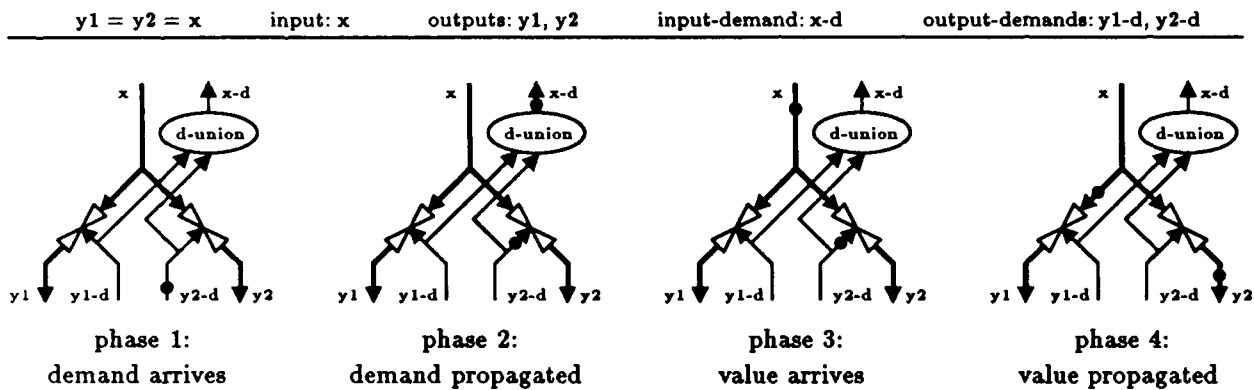 y1 = y2 = x input: x outputs: y1, y2 input-demand: x-d output-demands: y1-d, y2-d
x x-d x x-d x x-d x x-d
d-union d-union d-union d-union
y1 y1-d y2-d y2 y1 y1-d y2-d y2 y1 y1-d y2-d y2 y1 y1-d y2-d y2
phase 1: phase 2: phase 3: phase 4:
demand arrives demand propagated value arrives value propagated